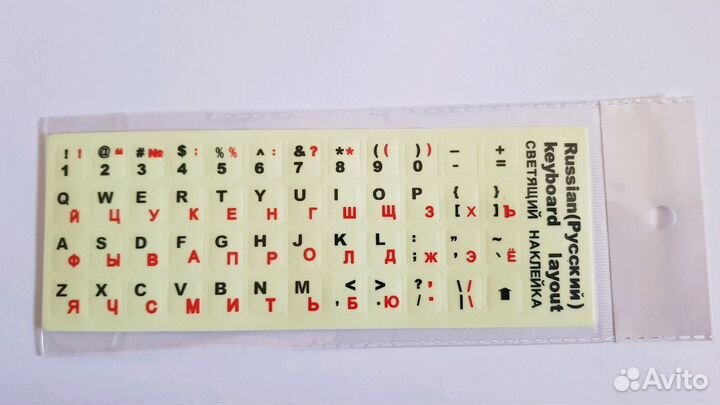 ! ! @ “ # № $ : % % ^ : & ? * * ( ( ) ) _ +
1 2 3 4 5 6 7 8 9 0 - =
Q W E R T Y U I O P { }
Й Ц У К Е Н Г Ш Щ З [ Х ] Ъ
A S D F G H J K L : ” ~
Ф Ы В А П Р О Л Д ; Ж , Э ` Ё
Z X C V B N M < > ? | |
Я Ч С М И Т Ь , Б . Ю / . \ /
Russian(Русский)
keyboard layout
СВЕТЯЩИЙ НАКЛЕЙКА
Avito